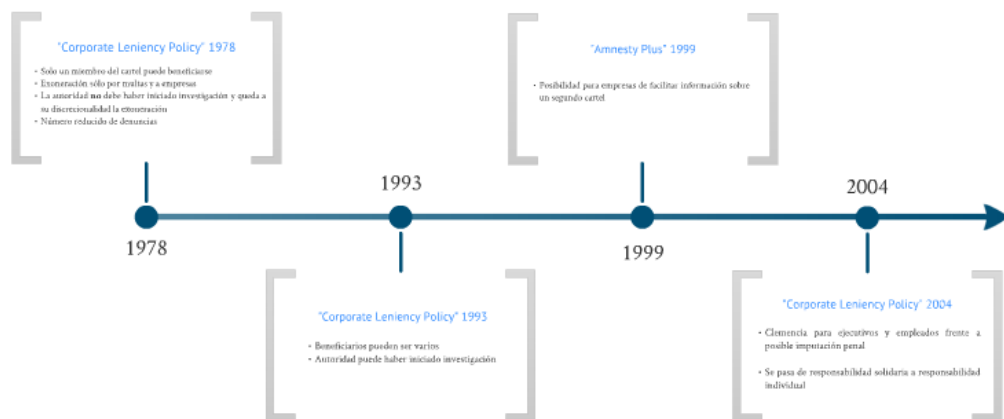 "Corporate Leniency Policy" 1978
• Solo un miembro del cartel puede beneficiarse
• Exoneración sólo por multas y a empresas
• La autoridad no debe haber iniciado investigación y queda a
su discrecionalidad la exoneración
• Número reducido de denuncias
"Amnesty Plus" 1999
• Posibilidad para empresas de facilitar información sobre
un segundo cartel
1993
2004
1978
1999
"Corporate Leniency Policy" 1993
• Beneficiarios pueden ser varios
• Autoridad puede haber iniciado investigación
"Corporate Leniency Policy" 2004
• Clemencia para ejecutivos y empleados frente a
posible imputación penal
• Se pasa de responsabilidad solidaria a responsabilidad
individual